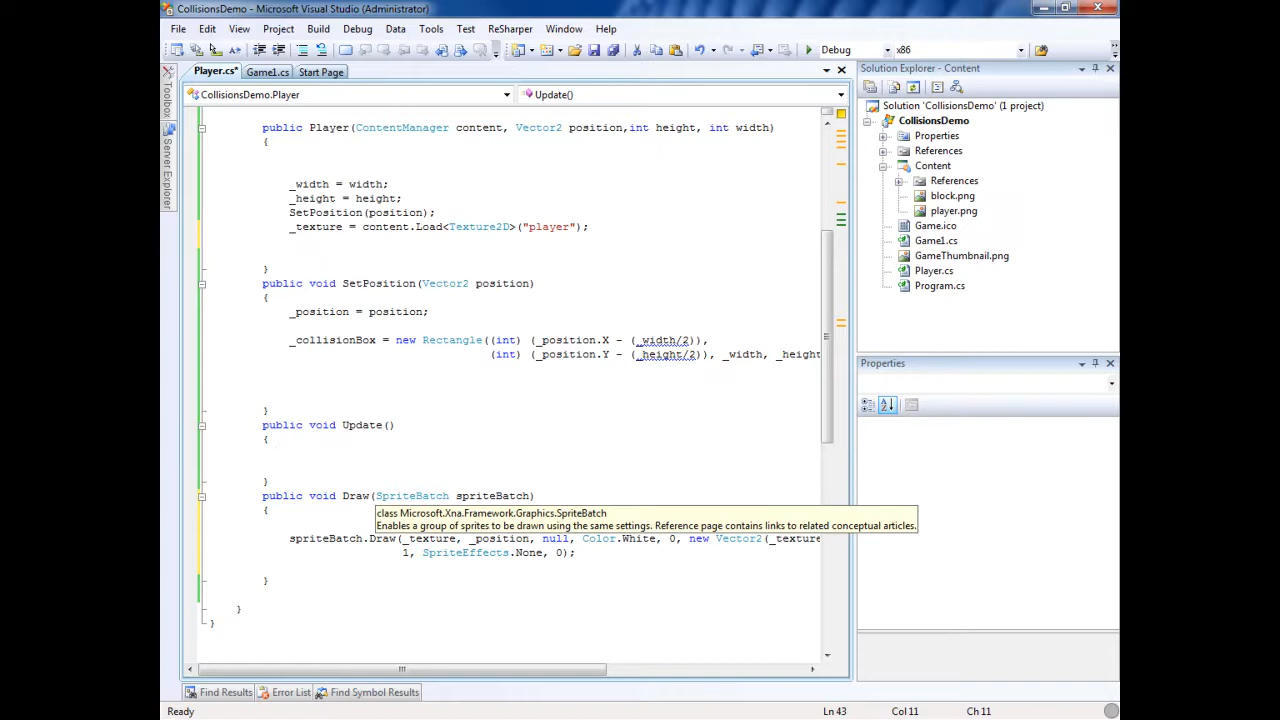 CollisionsDemo - Microsoft Visual Studio (Administrator)
File Edit View Project Build Debug Data Tools Test ReSharper Window Help
Debug x86
Player.cs* Game1.cs Start Page
CollisionsDemo.Player Update()
Toolbox
Server Explorer
public Player(ContentManager content, Vector2 position,int height, int width)
{
_width = width;
_height = height;
SetPosition(position);
_texture = content.Load<Texture2D>("player");
}
public void SetPosition(Vector2 position)
{
_position = position;
_collisionBox = new Rectangle((int) (_position.X - (_width/2)),
(int) (_position.Y - (_height/2)), _width, _height
}
public void Update()
{
}
public void Draw(SpriteBatch spriteBatch)
{
class Microsoft.Xna.Framework.Graphics.SpriteBatch
Enables a group of sprites to be drawn using the same settings. Reference page contains links to related conceptual articles.
spriteBatch.Draw(_texture, _position, null, Color.White, 0, new Vector2(_texture
1, SpriteEffects.None, 0);
}
}
}
Solution Explorer - Content
Solution 'CollisionsDemo' (1 project)
CollisionsDemo
Properties
References
Content
References
block.png
player.png
Game.ico
Game1.cs
GameThumbnail.png
Player.cs
Program.cs
Properties
Find Results Error List Find Symbol Results
Ready Ln 43 Col 11 Ch 11